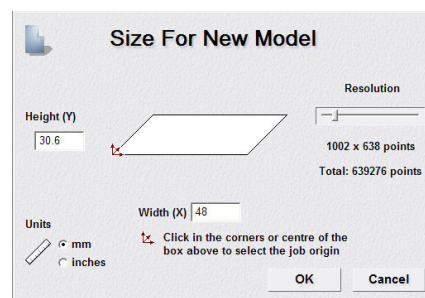 Size For New Model
Resolution
Height (Y)
30.6
1002 x 638 points
Total: 639276 points
Width (X) 48
Units
mm
inches
Click in the corners or centre of the
box above to select the job origin
OK
Cancel